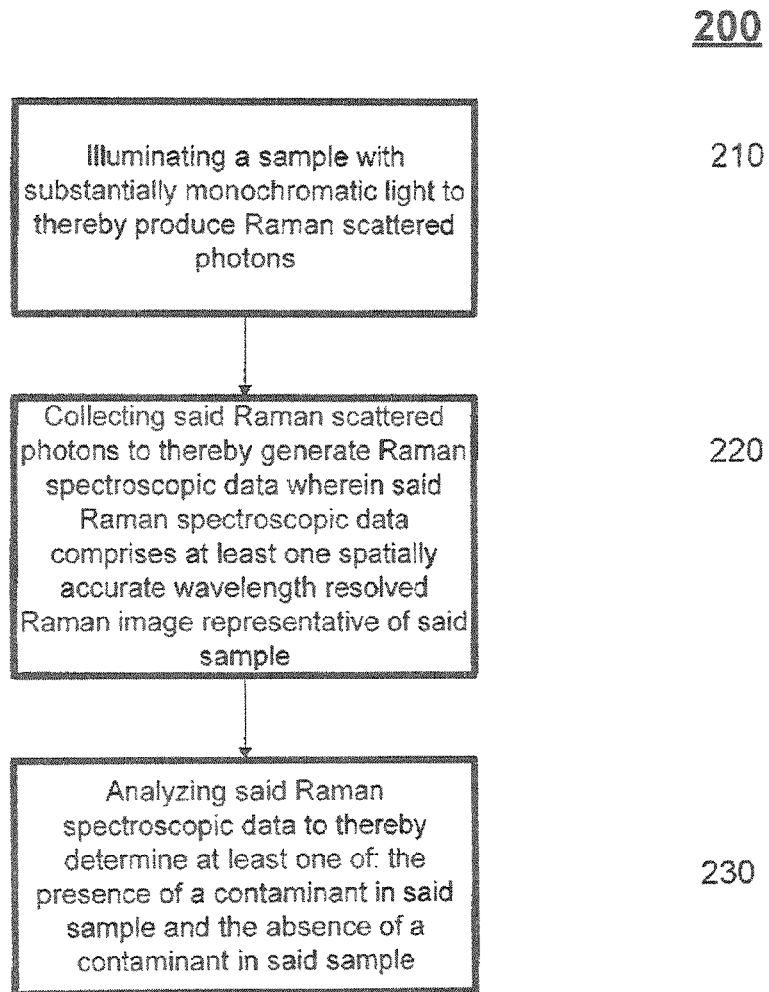 200
Illuminating a sample with
substantially monochromatic light to
thereby produce Raman scattered
photons
210
Collecting said Raman scattered
photons to thereby generate Raman
spectroscopic data wherein said
Raman spectroscopic data
comprises at least one spatially
accurate wavelength resolved
Raman image representative of said
sample
220
Analyzing said Raman
spectroscopic data to thereby
determine at least one of: the
presence of a contaminant in said
sample and the absence of a
contaminant in said sample
230